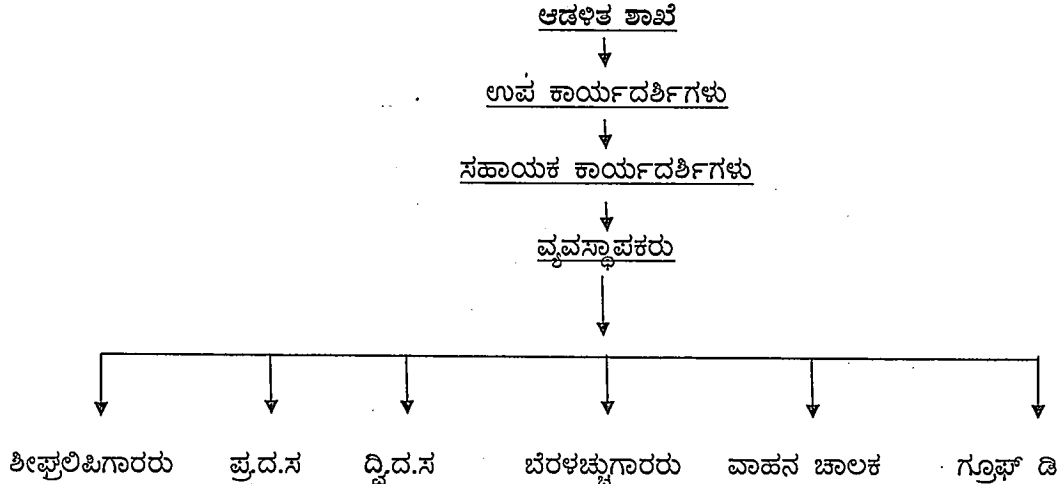 ಆಡಳಿತ ಶಾಖೆ
ಉಪ ಕಾರ್ಯದರ್ಶಿಗಳು
ಸಹಾಯಕ ಕಾರ್ಯದರ್ಶಿಗಳು
ವ್ಯವಸ್ಥಾಪಕರು
ಶೀಘ್ರಲಿಪಿಗಾರರು ಪ್ರ.ದ.ಸ ದ್ವಿ.ದ.ಸ ಬೆರಳಚ್ಚುಗಾರರು ವಾಹನ ಚಾಲಕ ಗ್ರೂಫ್ ಡಿ